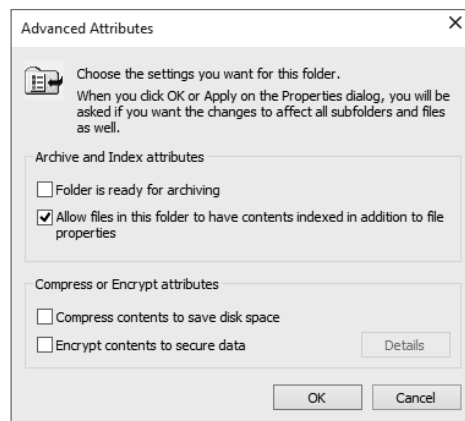 Advanced Attributes
Choose the settings you want for this folder.
When you click OK or Apply on the Properties dialog, you will be
asked if you want the changes to affect all subfolders and files
as well.
Archive and Index attributes
Folder is ready for archiving
Allow files in this folder to have contents indexed in addition to file
properties
Compress or Encrypt attributes
Compress contents to save disk space
Encrypt contents to secure data
Details
OK
Cancel